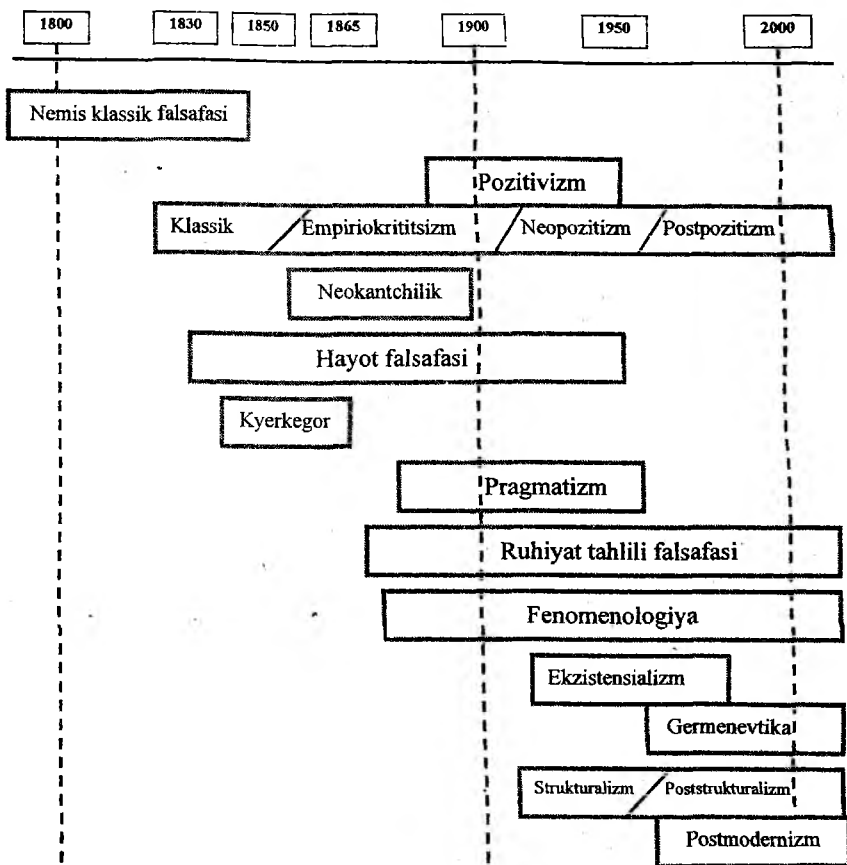 1800 1830 1850 1865 1900 1950 2000
Nemis klassik falsafasi
Pozitivizm
Klassik Empiriokrititsizm Neopozitizm Postpozitizm
Neokantchilik
Hayot falsafasi
Kyerkegor
Pragmatizm
Ruhiyat tahlili falsafasi
Fenomenologiya
Ekzistensializm
Germenevtika
Strukturalizm Poststrukturalizm
Postmodernizm